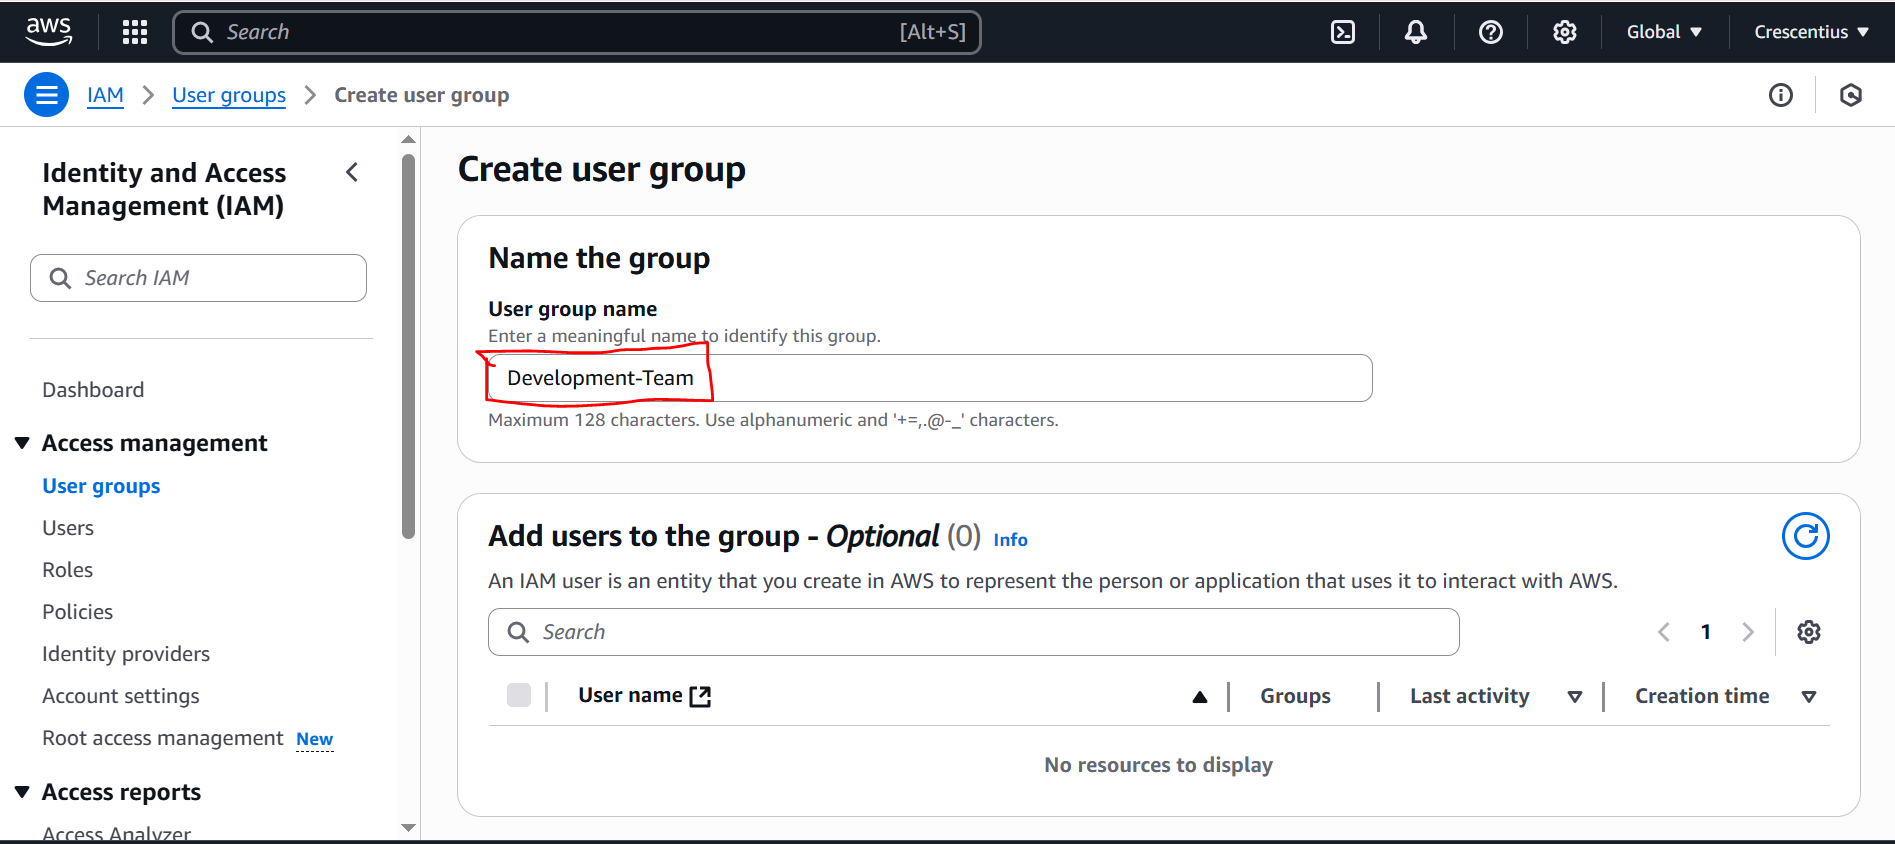 aws
Search [Alt+S]
Global
Crescentius
IAM
User groups
Create user group
Identity and Access
Management (IAM)
Search IAM
Dashboard
Access management
User groups
Users
Roles
Policies
Identity providers
Account settings
Root access management New
Access reports
Access Analyzer
Create user group
Name the group
User group name
Enter a meaningful name to identify this group.
Development-Team
Maximum 128 characters. Use alphanumeric and '+=,.@-_' characters.
Add users to the group - Optional (0) Info
An IAM user is an entity that you create in AWS to represent the person or application that uses it to interact with AWS.
Search
1
User name Groups Last activity Creation time
No resources to display